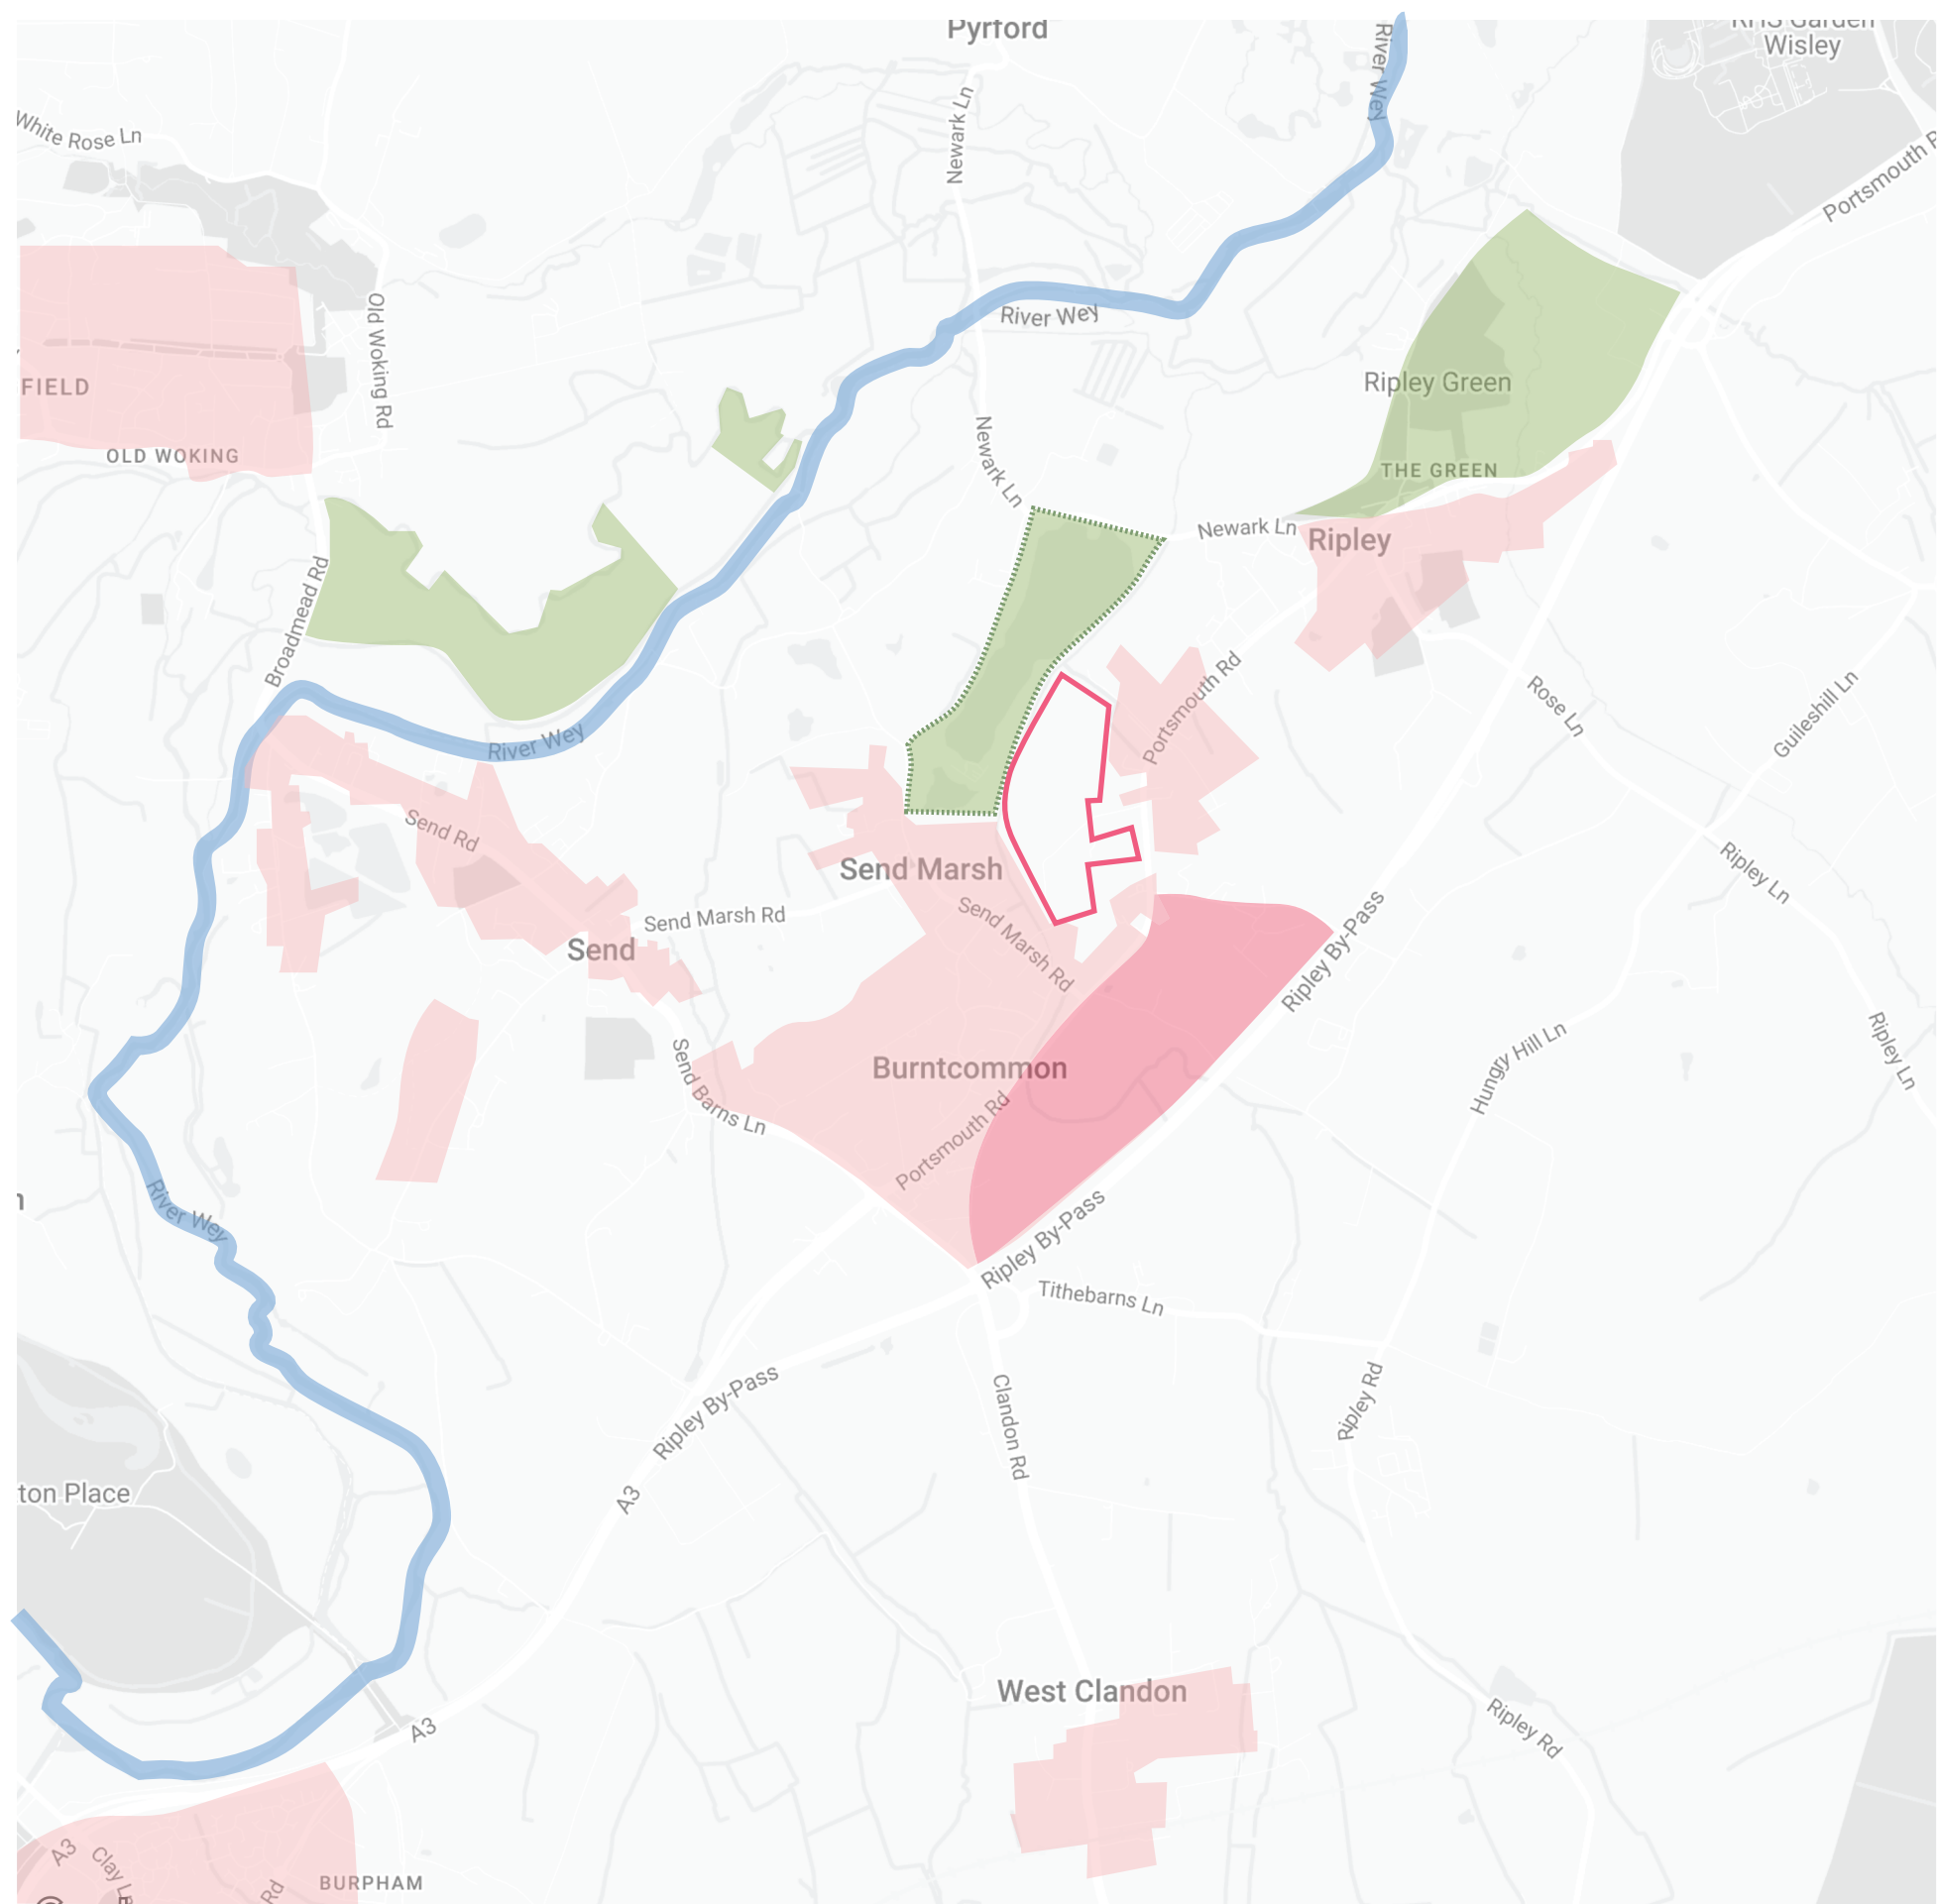 Pyrford
River Wey
RHS Garden
Wisley
White Rose Ln
Newark Ln
Portsmouth
Old Woking Rd
River Wey
FIELD
Ripley Green
OLD WOKING
Newark Ln
THE GREEN
Newark Ln
Ripley
Broadmead Rd
Portsmouth Rd
Rose Ln
Guileshill Ln
River Wey
Send Rd
Send Marsh
Ripley Ln
Send Marsh Rd
Send Marsh Rd
Send
Ripley By-Pass
Ripley Ln
Hungry Hill Ln
Send Barns Ln
Burntcommon
Portsmouth Rd
River Wey
Ripley By-Pass
Tithebarns Ln
Ripley By-Pass
Clandon Rd
Ripley Rd
ton Place
A3
West Clandon
A3
Ripley Rd
A3
Clay Ln
Rd
BURPHAM